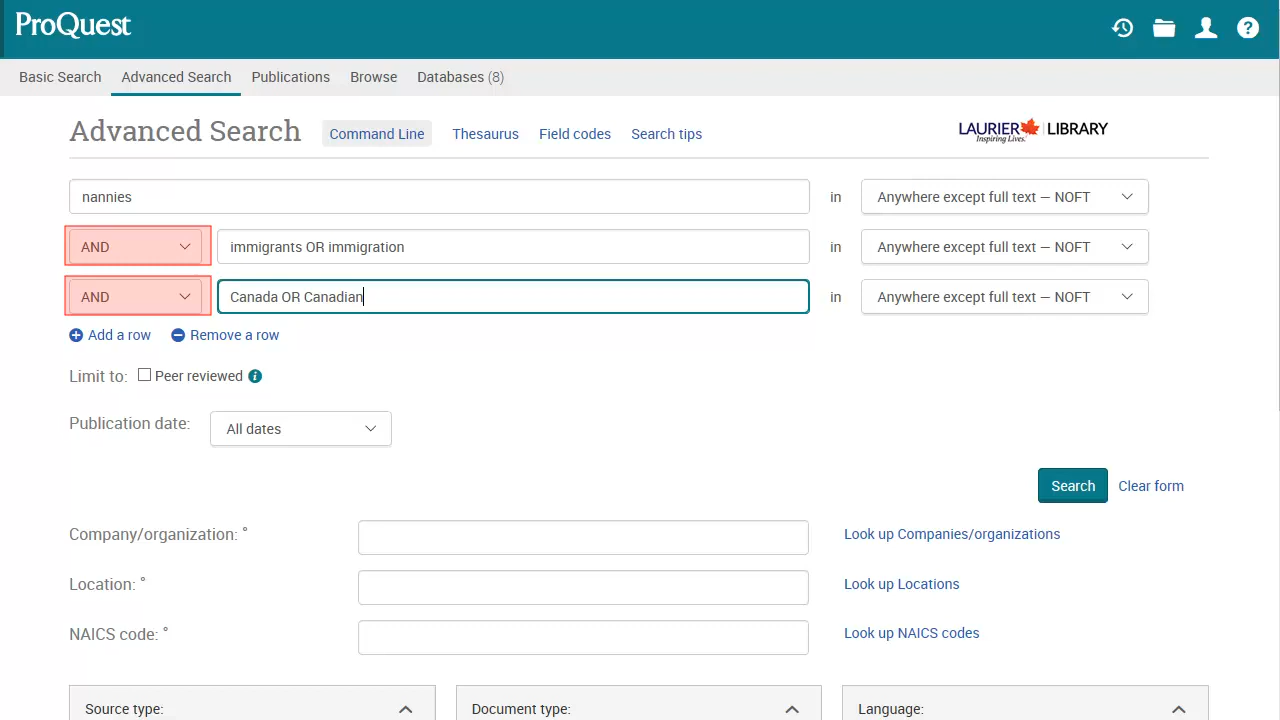 ProQuest
Basic Search Advanced Search Publications Browse Databases (8)
Advanced Search Command Line Thesaurus Field codes Search tips
LAURIER LIBRARY
Inspiring Lives.
nannies in Anywhere except full text — NOFT
AND immigrants OR immigration in Anywhere except full text — NOFT
AND Canada OR Canadian in Anywhere except full text — NOFT
Add a row Remove a row
Limit to: Peer reviewed i
Publication date: All dates
Search Clear form
Company/organization: ° Look up Companies/organizations
Location: ° Look up Locations
NAICS code: ° Look up NAICS codes
Source type: Document type: Language: